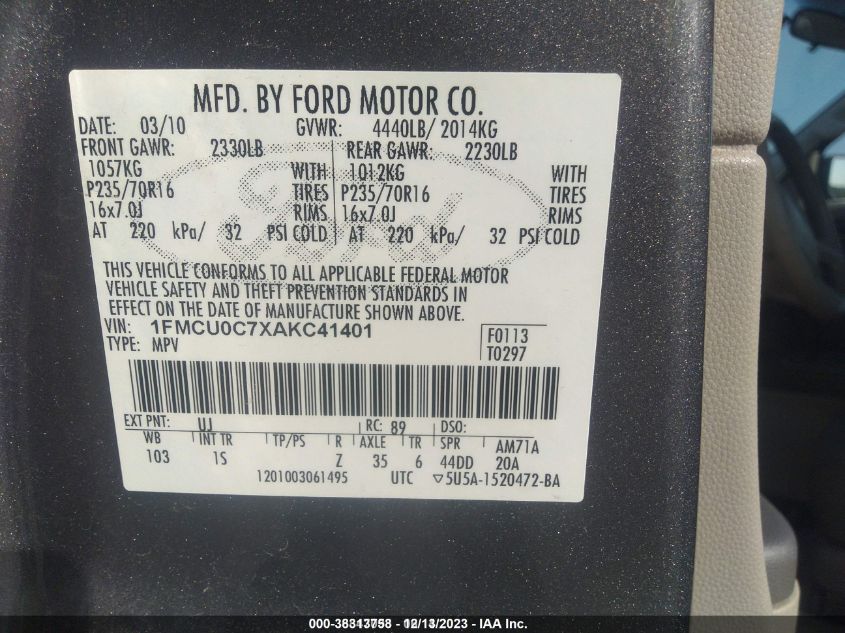 MFD. BY FORD MOTOR CO.
DATE: 03/10 GVWR: 4440LB/ 2014KG
FRONT GAWR: 2330LB REAR GAWR: 2230LB
1057KG WITH 1012KG WITH
P235/70R16 TIRES P235/70R16 TIRES
16x7.0J RIMS 16x7.0J RIMS
AT 220 kPa/ 32 PSI COLD AT 220 kPa/ 32 PSI COLD
Ford
THIS VEHICLE CONFORMS TO ALL APPLICABLE FEDERAL MOTOR
VEHICLE SAFETY AND THEFT PREVENTION STANDARDS IN
EFFECT ON THE DATE OF MANUFACTURE SHOWN ABOVE.
VIN: 1FMCU0C7XAKC41401 F0113
TYPE: MPV T0297
EXT PNT: UJ RC: 89 DSO:
WB INT TR TP/PS R AXLE TR SPR AM71A
103 1S Z 35 6 44DD 20A
1201003061495 UTC ▽5U5A-1520472-BA
000-38313758 - 12/13/2023 - IAA Inc.